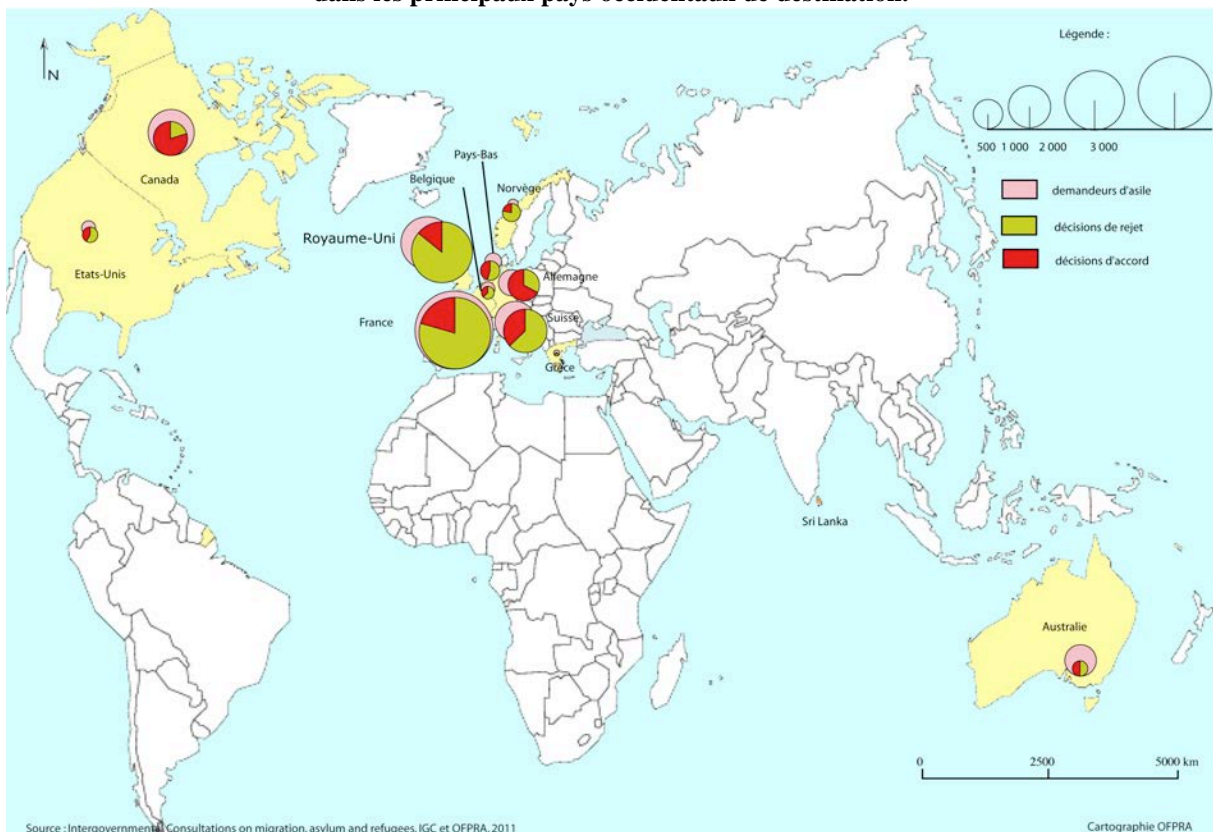 dans les principaux pays occidentaux de destination.
Légende :
N
500 1 000 2 000 3 000
demandeurs d'asile
décisions de rejet
décisions d'accord
Canada
Etats-Unis
Pays-Bas
Belgique
Norvège
Royaume-Uni
Allemagne
France
Suisse
Grèce
Sri Lanka
Australie
0 2500 5000 km
Source : Intergovernmental Consultations on migration, asylum and refugees, IGC et OFPRA, 2011
Cartographie OFPRA